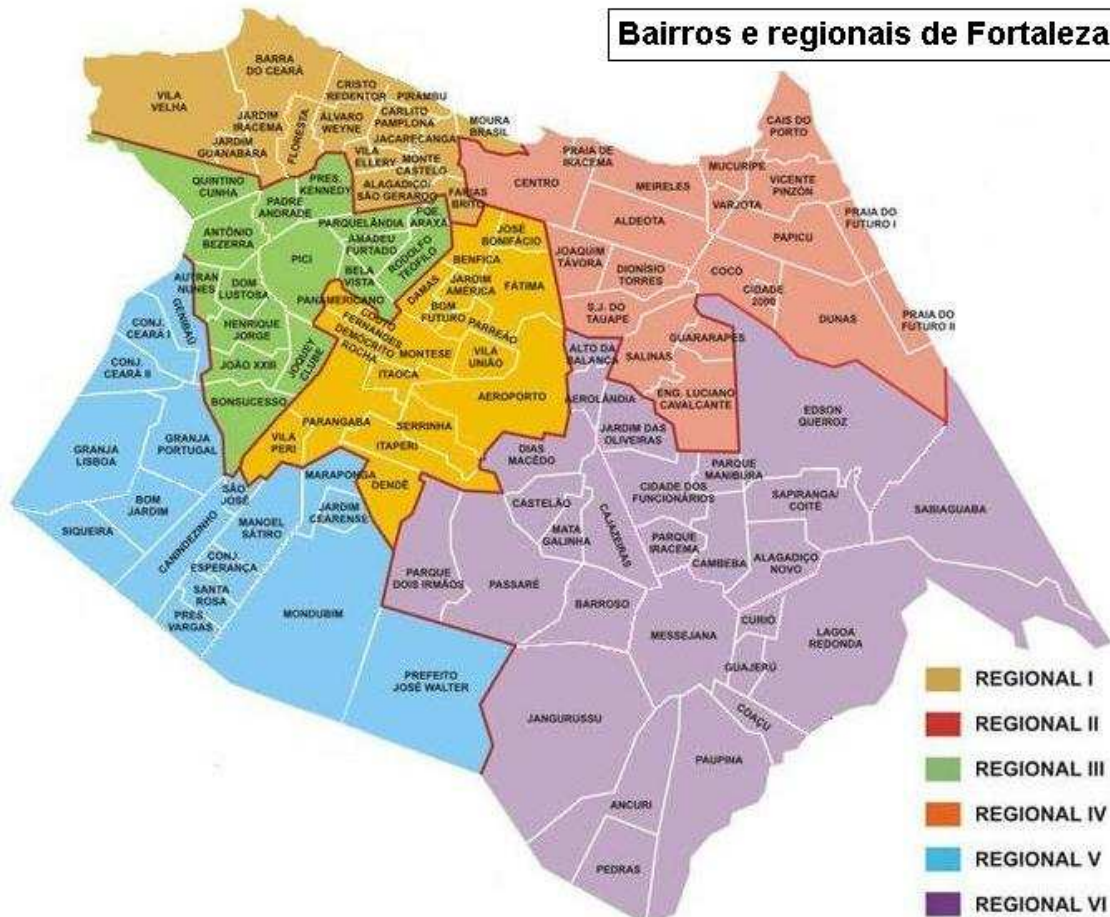 Bairros e regionais de Fortaleza
BARRA
DO CEARÁ
VILA
VELHA
CRISTO
REDENTOR
PIRAMBU
JARDIM
IRACEMA
FLORESTA
ÁLVARO
WEYNE
CARLITO
PAMPLONA
JACARECANGA
MOURA
BRASIL
JARDIM
GUANABARA
VILA
ELLERY
MONTE
CASTELO
ALAGADIÇO/
SÃO GERARDO
FARIAS
BRITO
CAIS DO
PORTO
PRAIA DE
IRACEMA
MUCURIPE
CENTRO
MEIRELES
VICENTE
PINZÓN
VARJOTA
PRAIA DO
FUTURO I
ALDEOTA
PAPICU
QUINTINO
CUNHA
PRES.
KENNEDY
PADRE
ANDRADE
PARQUELÂNDIA
PQE
ARAXÁ
ANTÔNIO
BEZERRA
AMADEU
FURTADO
RODOLFO
TEÓFILO
PICI
BELA
VISTA
JOSÉ
BONIFÁCIO
BENFICA
JOAQUIM
TÁVORA
DIONÍSIO
TORRES
COCÓ
CIDADE
2000
DUNAS
PRAIA DO
FUTURO II
AUTRAN
NUNES
DOM
LUSTOSA
PANAMERICANO
DAMAS
JARDIM
AMÉRICA
FÁTIMA
BOM
FUTURO
PARREÃO
S.J. DO
TAUAPE
GUARARAPES
GENIBAÚ
CONJ.
CEARÁ I
HENRIQUE
JORGE
COUTO
FERNANDES
DEMÓCRITO
ROCHA
MONTESE
VILA
UNIÃO
ALTO DA
BALANÇA
SALINAS
CONJ.
CEARÁ II
JOÃO XXIII
JOQUEY
CLUBE
ITAOCA
AEROPORTO
AEROLÂNDIA
ENG. LUCIANO
CAVALCANTE
BONSUCESSO
EDSON
QUEIROZ
PARANGABA
SERRINHA
JARDIM DAS
OLIVEIRAS
GRANJA
LISBOA
GRANJA
PORTUGAL
VILA
PERI
ITAPERI
DIAS
MACÊDO
PARQUE
MANIBURA
MARAPONGA
DENDÊ
CIDADE DOS
FUNCIONÁRIOS
SÃO
JOSÉ
BOM
JARDIM
JARDIM
CEARENSE
CASTELÃO
SAPIRANGA/
COITÉ
SABIAGUABA
SIQUEIRA
CANINDEZINHO
MANOEL
SÁTIRO
MATA
GALINHA
CAJAZEIRAS
PARQUE
IRACEMA
CAMBEBA
ALAGADIÇO
NOVO
CONJ.
ESPERANÇA
PARQUE
DOIS IRMÃOS
PASSARÉ
SANTA
ROSA
PRES.
VARGAS
MONDUBIM
BARROSO
CURIÓ
MESSEJANA
LAGOA
REDONDA
GUAJERÚ
PREFEITO
JOSÉ WALTER
JANGURUSSU
COAÇU
PAUPINA
ANCURI
PEDRAS
REGIONAL I
REGIONAL II
REGIONAL III
REGIONAL IV
REGIONAL V
REGIONAL VI